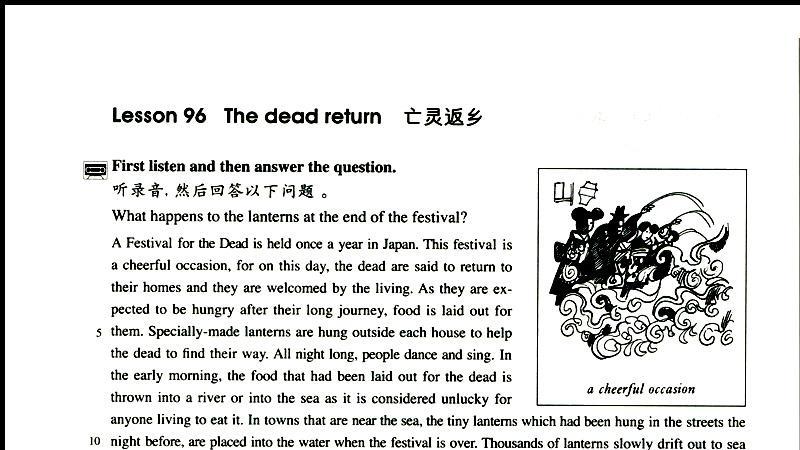 Lesson 96 The dead return 亡灵返乡
First listen and then answer the question.
听录音，然后回答以下问题。
What happens to the lanterns at the end of the festival?
A Festival for the Dead is held once a year in Japan. This festival is
a cheerful occasion, for on this day, the dead are said to return to
their homes and they are welcomed by the living. As they are ex-
pected to be hungry after their long journey, food is laid out for
5 them. Specially-made lanterns are hung outside each house to help
the dead to find their way. All night long, people dance and sing. In
the early morning, the food that had been laid out for the dead is
thrown into a river or into the sea as it is considered unlucky for
a cheerful occasion
anyone living to eat it. In towns that are near the sea, the tiny lanterns which had been hung in the streets the
10 night before, are placed into the water when the festival is over. Thousands of lanterns slowly drift out to sea